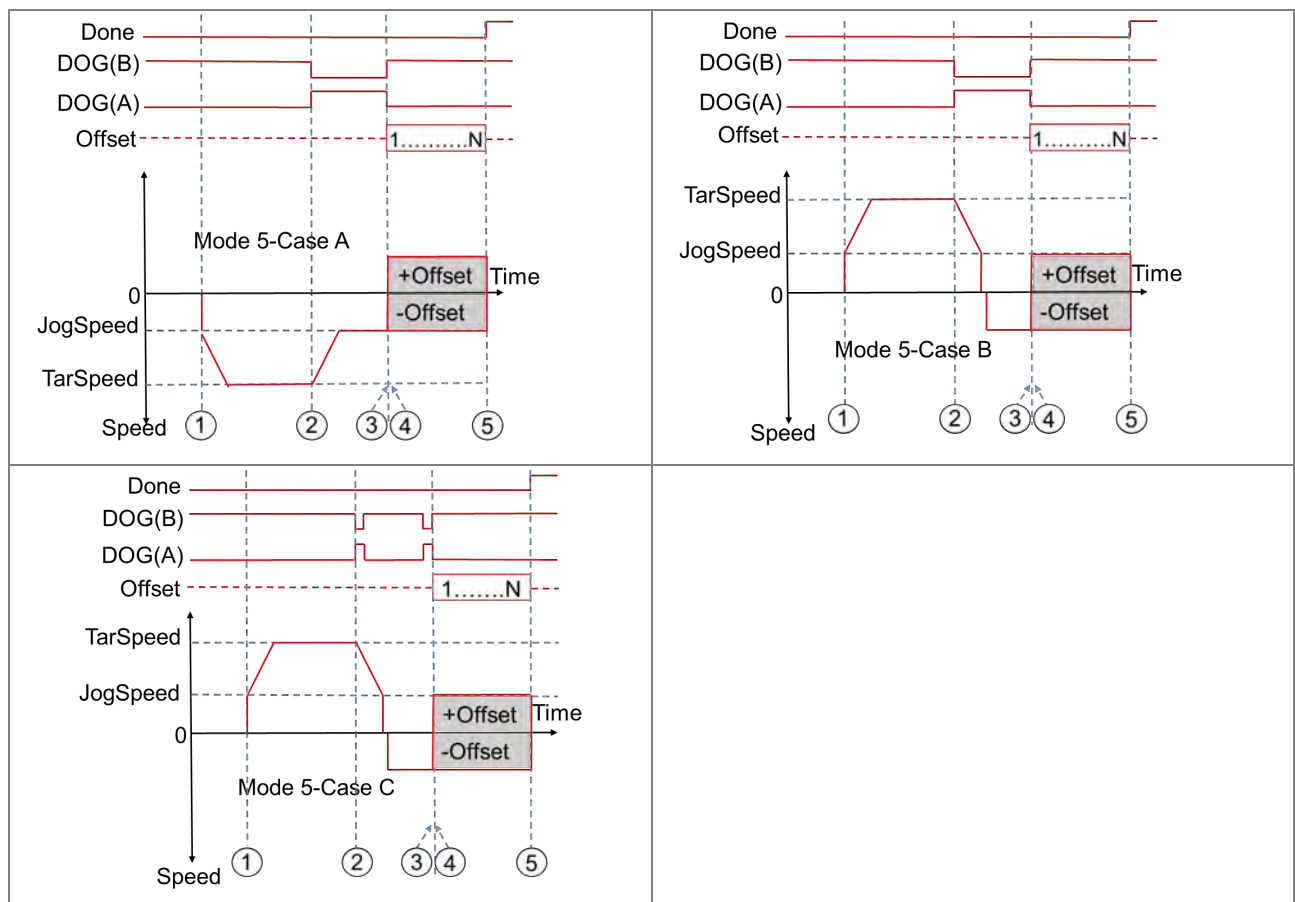 Done
DOG(B)
DOG(A)
Offset
1..........N
Mode 5-Case A
+Offset
Time
0
-Offset
JogSpeed
TarSpeed
Speed
1 2 3 4 5
Done
DOG(B)
DOG(A)
Offset
1..........N
TarSpeed
JogSpeed
+Offset
Time
0
-Offset
Mode 5-Case B
Speed
1 2 3 4 5
Done
DOG(B)
DOG(A)
Offset
1.......N
TarSpeed
JogSpeed
+Offset
Time
0
-Offset
Mode 5-Case C
Speed
1 2 3 4 5